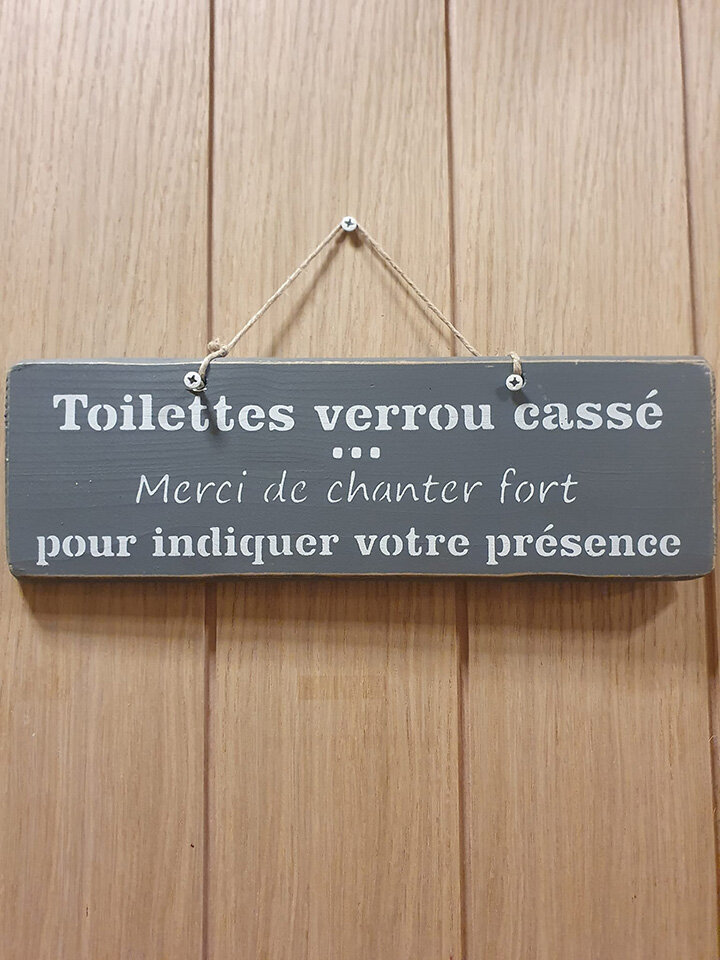 Toilettes verrou cassé
...
Merci de chanter fort
pour indiquer votre présence